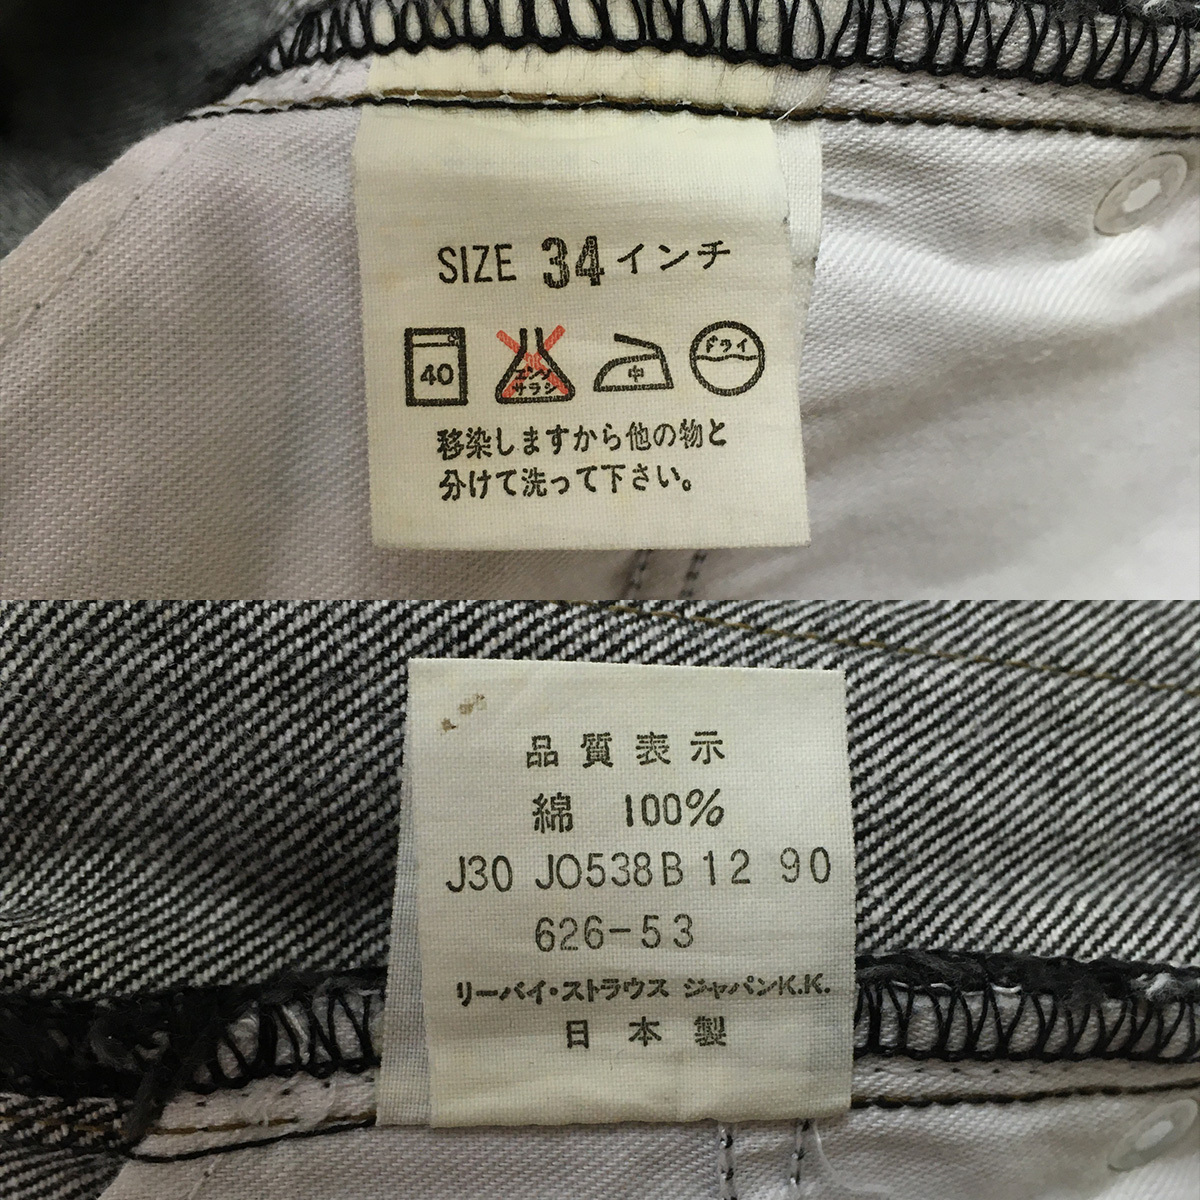 SIZE 34インチ
40 エンソサラシ 中 ドライ
移染しますから他の物と
分けて洗って下さい。
品質表示
綿 100%
J30 JO538B 12 90
626-53
リーバイ・ストラウス ジャパンK.K.
日本製